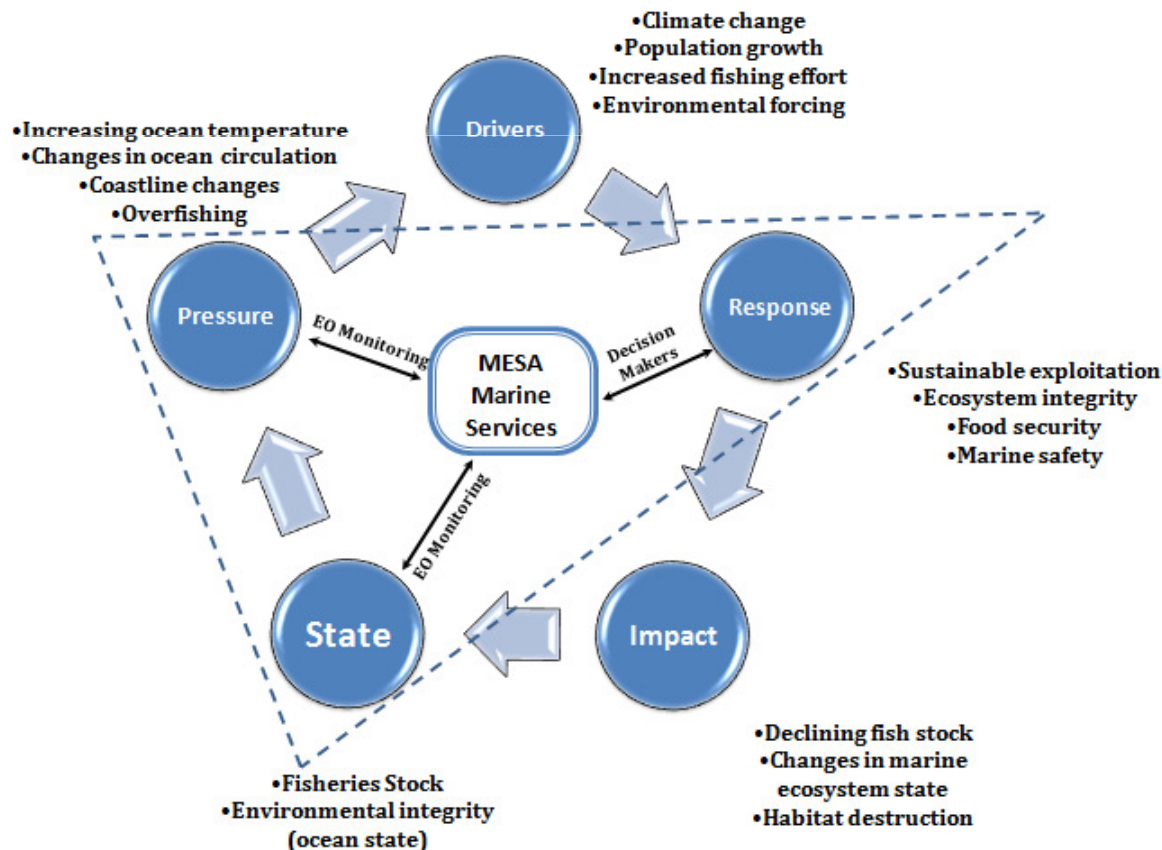 •Climate change
•Population growth
•Increased fishing effort
•Environmental forcing
Drivers
•Increasing ocean temperature
•Changes in ocean circulation
•Coastline changes
•Overfishing
Pressure
EO Monitoring
MESA
Marine
Services
Decision
Makers
Response
•Sustainable exploitation
•Ecosystem integrity
•Food security
•Marine safety
EO Monitoring
State
Impact
•Fisheries Stock
•Environmental integrity
(ocean state)
•Declining fish stock
•Changes in marine
ecosystem state
•Habitat destruction